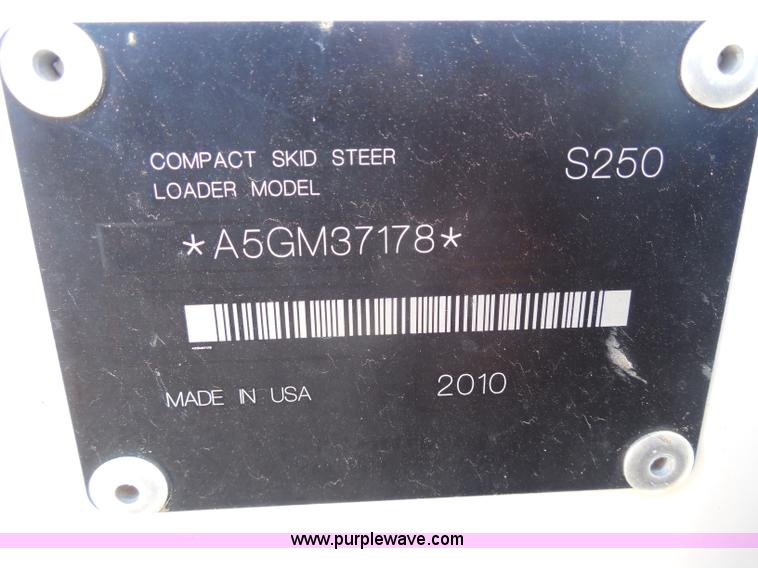 COMPACT SKID STEER S250
LOADER MODEL
*A5GM37178*
MADE IN USA 2010
www.purplewave.com